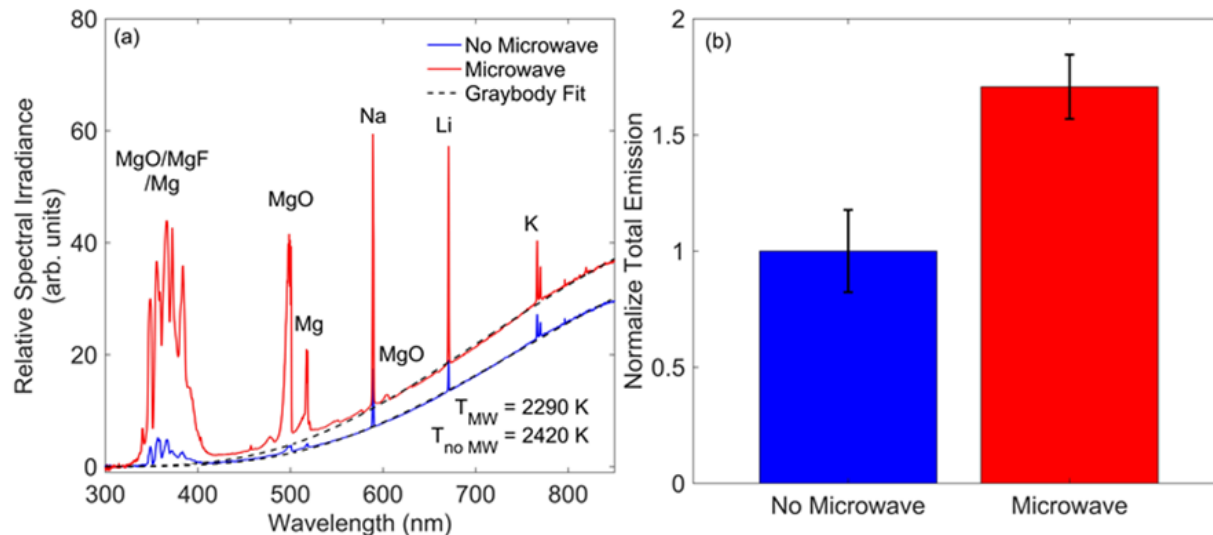 (a)
No Microwave
Microwave
Graybody Fit
Relative Spectral Irradiance
(arb. units)
80
60
40
20
0
MgO/MgF
/Mg
MgO
Mg
Na
MgO
Li
K
T_MW = 2290 K
T_no MW = 2420 K
300
400
500
600
700
800
Wavelength (nm)
(b)
Normalize Total Emission
2
1.5
1
0.5
0
No Microwave
Microwave